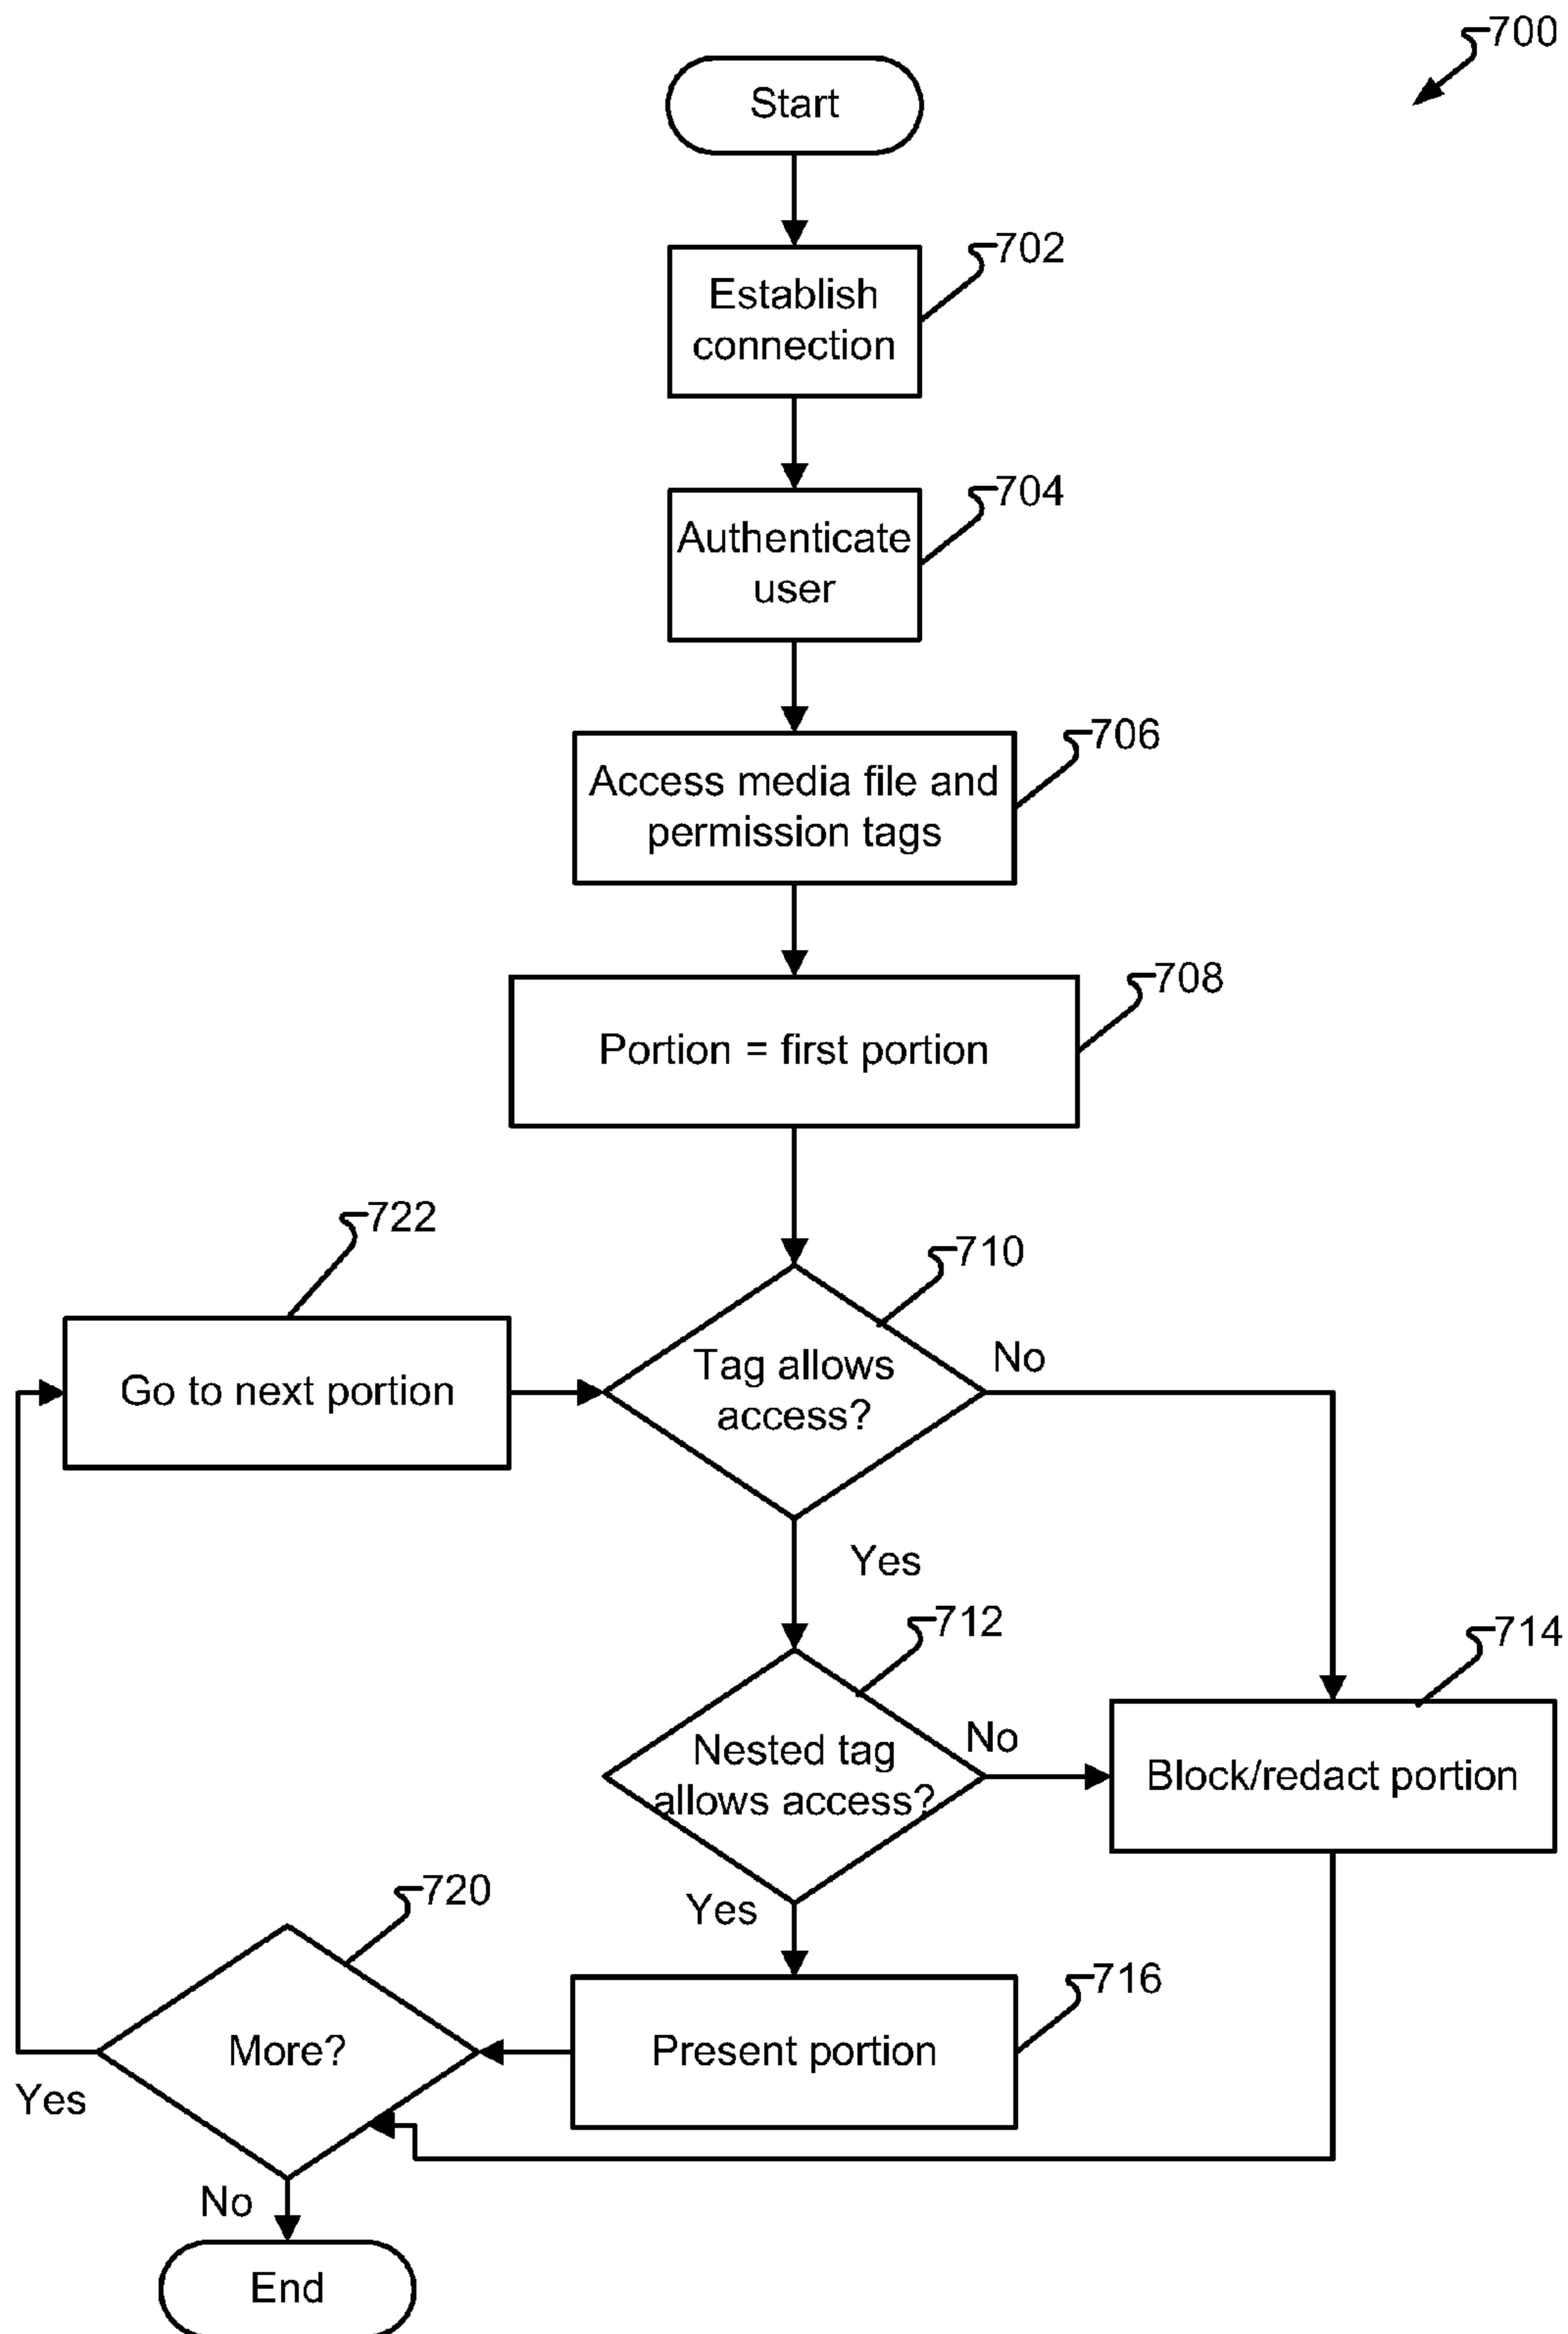 700
Start
702
Establish
connection
704
Authenticate
user
706
Access media file and
permission tags
708
Portion = first portion
722
710
Go to next portion
Tag allows
access?
No
Yes
712
714
Nested tag
allows access?
No
Block/redact portion
Yes
720
716
More?
Present portion
Yes
No
End